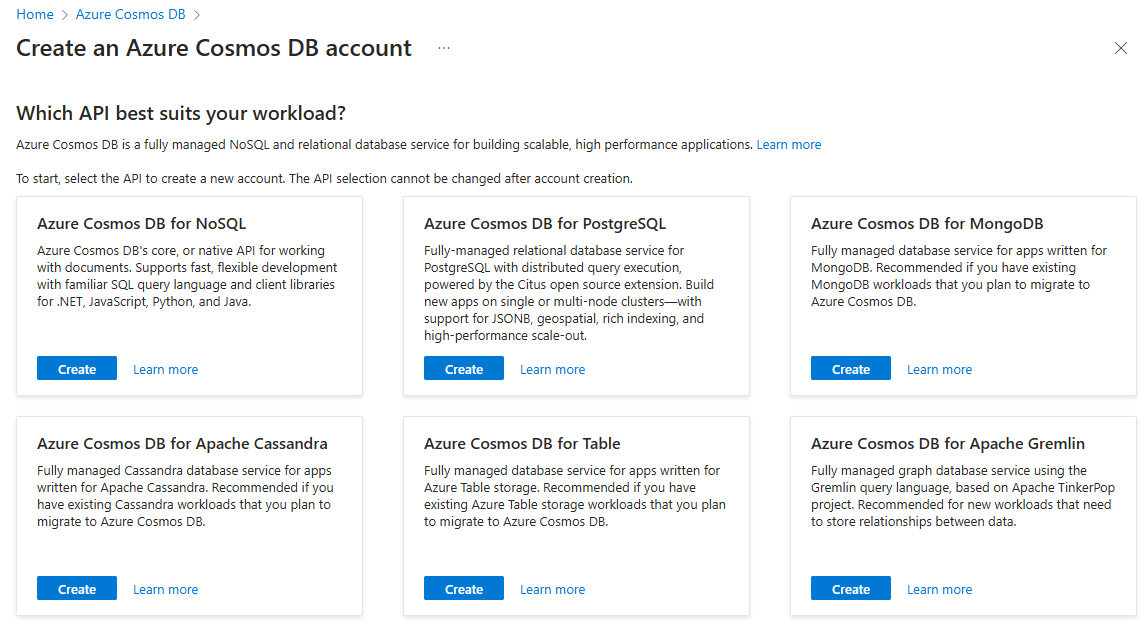 Home > Azure Cosmos DB >
Create an Azure Cosmos DB account ...
Which API best suits your workload?
Azure Cosmos DB is a fully managed NoSQL and relational database service for building scalable, high performance applications. Learn more
To start, select the API to create a new account. The API selection cannot be changed after account creation.
Azure Cosmos DB for NoSQL
Azure Cosmos DB's core, or native API for working
with documents. Supports fast, flexible development
with familiar SQL query language and client libraries
for .NET, JavaScript, Python, and Java.
Create Learn more
Azure Cosmos DB for PostgreSQL
Fully-managed relational database service for
PostgreSQL with distributed query execution,
powered by the Citus open source extension. Build
new apps on single or multi-node clusters—with
support for JSONB, geospatial, rich indexing, and
high-performance scale-out.
Create Learn more
Azure Cosmos DB for MongoDB
Fully managed database service for apps written for
MongoDB. Recommended if you have existing
MongoDB workloads that you plan to migrate to
Azure Cosmos DB.
Create Learn more
Azure Cosmos DB for Apache Cassandra
Fully managed Cassandra database service for apps
written for Apache Cassandra. Recommended if you
have existing Cassandra workloads that you plan to
migrate to Azure Cosmos DB.
Create Learn more
Azure Cosmos DB for Table
Fully managed database service for apps written for
Azure Table storage. Recommended if you have
existing Azure Table storage workloads that you plan
to migrate to Azure Cosmos DB.
Create Learn more
Azure Cosmos DB for Apache Gremlin
Fully managed graph database service using the
Gremlin query language, based on Apache TinkerPop
project. Recommended for new workloads that need
to store relationships between data.
Create Learn more